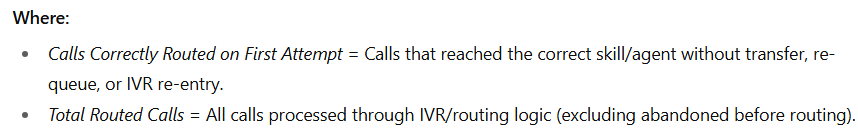 Where:
• Calls Correctly Routed on First Attempt = Calls that reached the correct skill/agent without transfer, re-
queue, or IVR re-entry.
• Total Routed Calls = All calls processed through IVR/routing logic (excluding abandoned before routing).